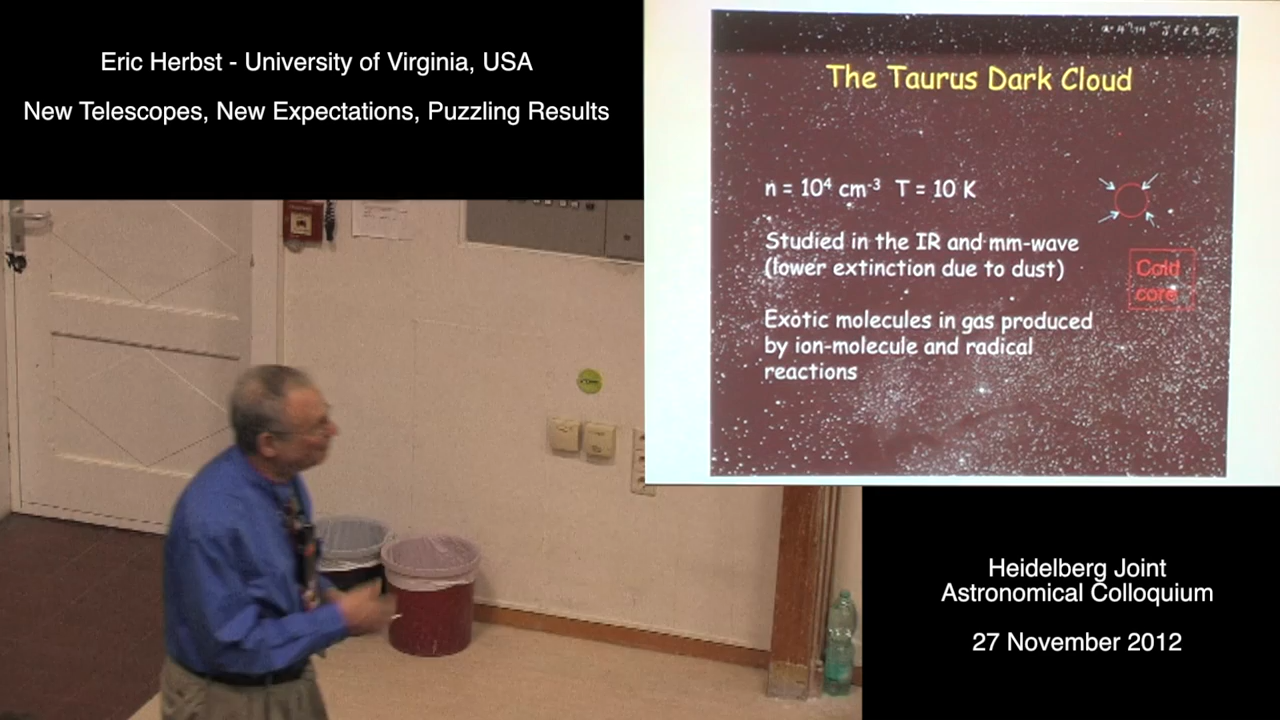 Eric Herbst - University of Virginia, USA
New Telescopes, New Expectations, Puzzling Results
The Taurus Dark Cloud
n = 10⁴ cm⁻³ T = 10 K
Studied in the IR and mm-wave
(lower extinction due to dust)
Cold
core
Exotic molecules in gas produced
by ion-molecule and radical
reactions
Heidelberg Joint
Astronomical Colloquium
27 November 2012